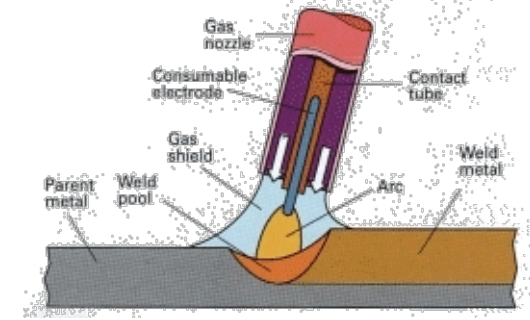 Gas
nozzle
Consumable
electrode
Contact
tube
Gas
shield
Weld
metal
Parent
metal
Weld
pool
Arc